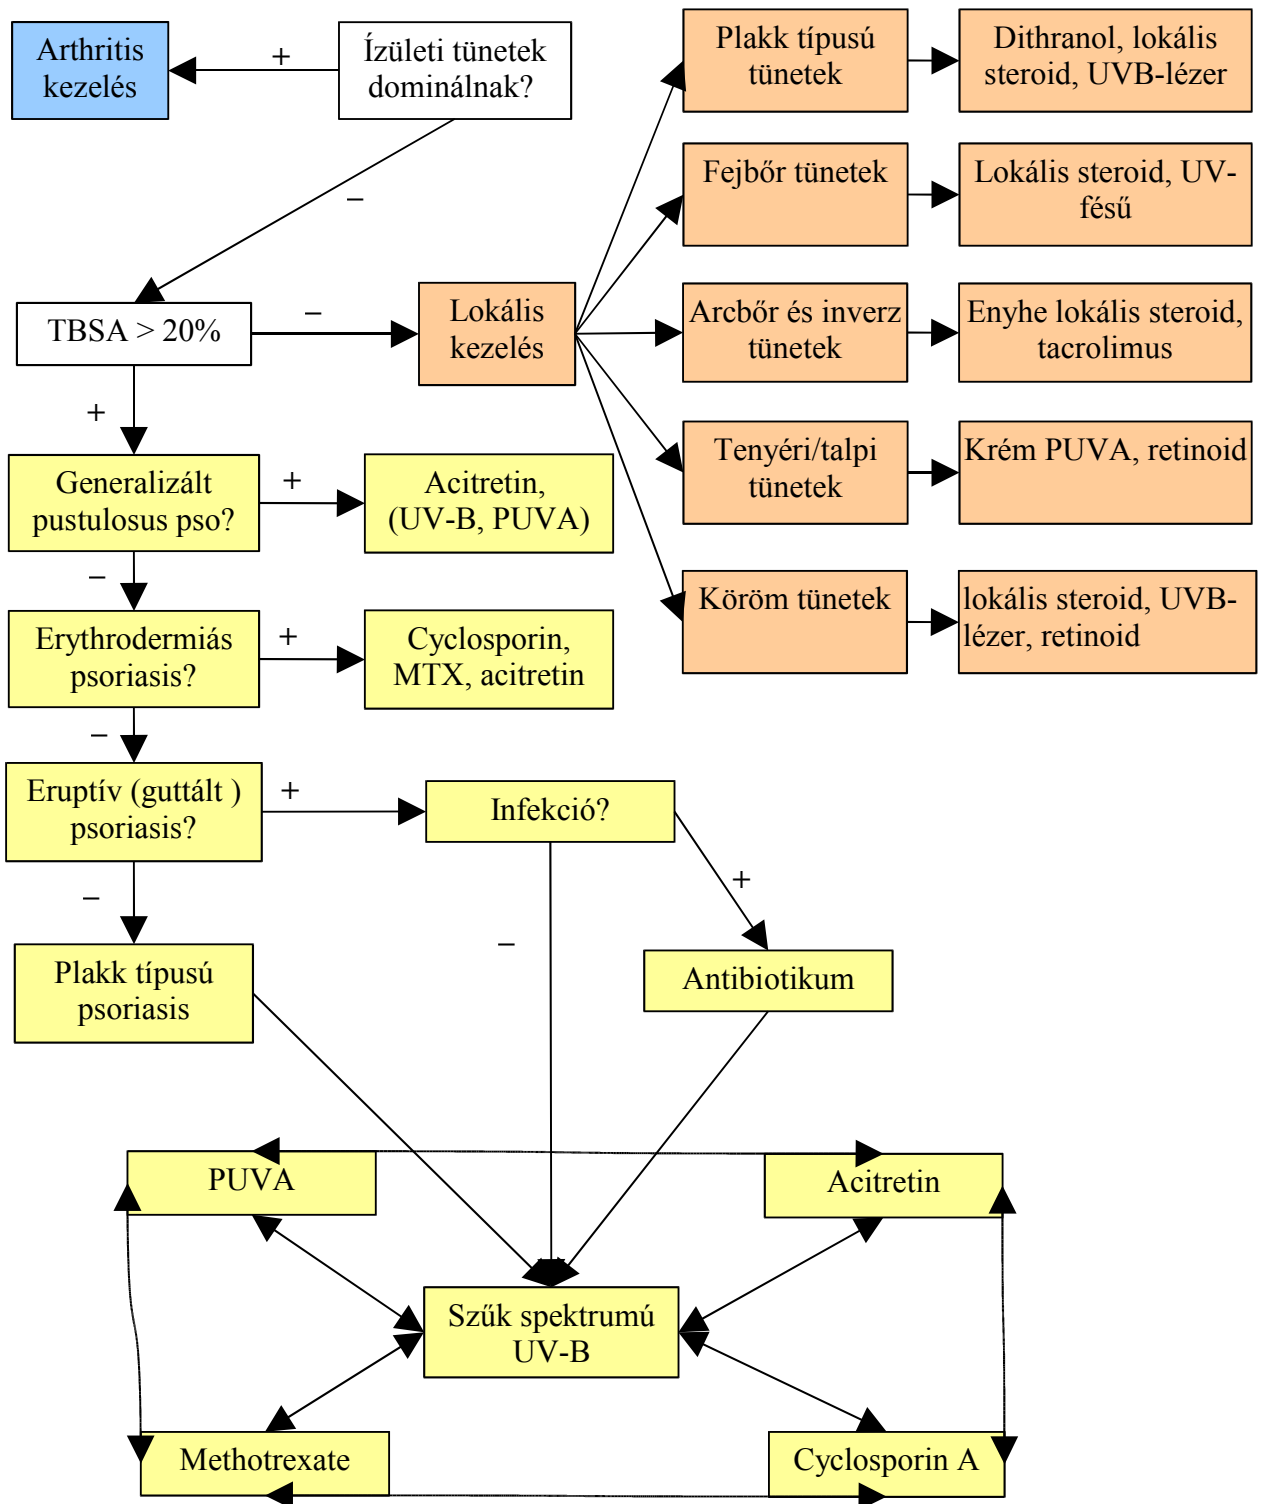 Arthritis
kezelés
+
Ízületi tünetek
dominálnak?
–
TBSA > 20%
–
Lokális
kezelés
Plakk típusú
tünetek
Dithranol, lokális
steroid, UVB-lézer
Fejbőr tünetek
Lokális steroid, UV-
fésű
Arcbőr és inverz
tünetek
Enyhe lokális steroid,
tacrolimus
Tenyéri/talpi
tünetek
Krém PUVA, retinoid
Köröm tünetek
lokális steroid, UVB-
lézer, retinoid
+
Generalizált
pustulosus pso?
+
Acitretin,
(UV-B, PUVA)
–
Erythrodermiás
psoriasis?
+
Cyclosporin,
MTX, acitretin
–
Eruptív (guttált )
psoriasis?
+
Infekció?
+
–
–
Antibiotikum
Plakk típusú
psoriasis
PUVA
Acitretin
Szűk spektrumú
UV-B
Methotrexate
Cyclosporin A